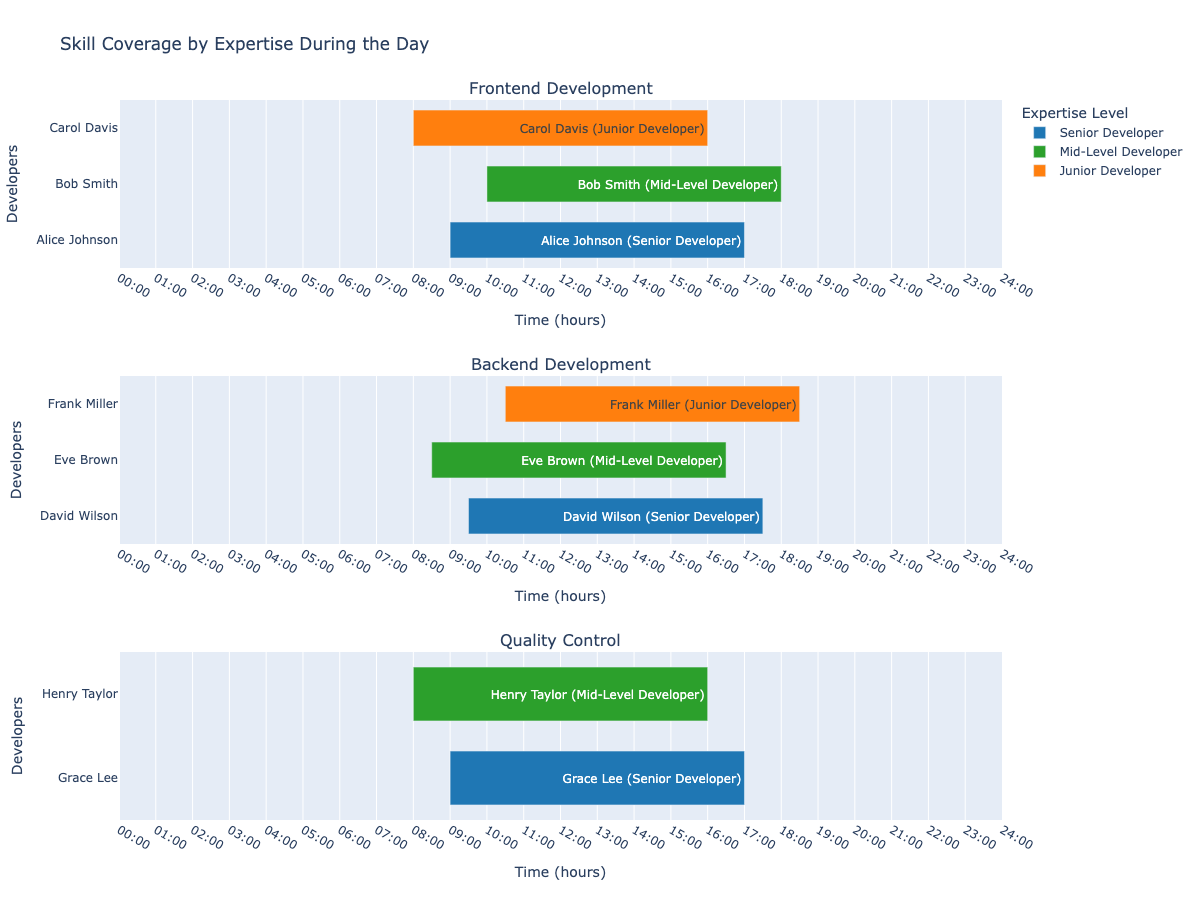 Skill Coverage by Expertise During the Day
Frontend Development
Expertise Level
Senior Developer
Mid-Level Developer
Junior Developer
Developers
Carol Davis
Carol Davis (Junior Developer)
Bob Smith
Bob Smith (Mid-Level Developer)
Alice Johnson
Alice Johnson (Senior Developer)
00:00 01:00 02:00 03:00 04:00 05:00 06:00 07:00 08:00 09:00 10:00 11:00 12:00 13:00 14:00 15:00 16:00 17:00 18:00 19:00 20:00 21:00 22:00 23:00 24:00
Time (hours)
Backend Development
Developers
Frank Miller
Frank Miller (Junior Developer)
Eve Brown
Eve Brown (Mid-Level Developer)
David Wilson
David Wilson (Senior Developer)
00:00 01:00 02:00 03:00 04:00 05:00 06:00 07:00 08:00 09:00 10:00 11:00 12:00 13:00 14:00 15:00 16:00 17:00 18:00 19:00 20:00 21:00 22:00 23:00 24:00
Time (hours)
Quality Control
Developers
Henry Taylor
Henry Taylor (Mid-Level Developer)
Grace Lee
Grace Lee (Senior Developer)
00:00 01:00 02:00 03:00 04:00 05:00 06:00 07:00 08:00 09:00 10:00 11:00 12:00 13:00 14:00 15:00 16:00 17:00 18:00 19:00 20:00 21:00 22:00 23:00 24:00
Time (hours)